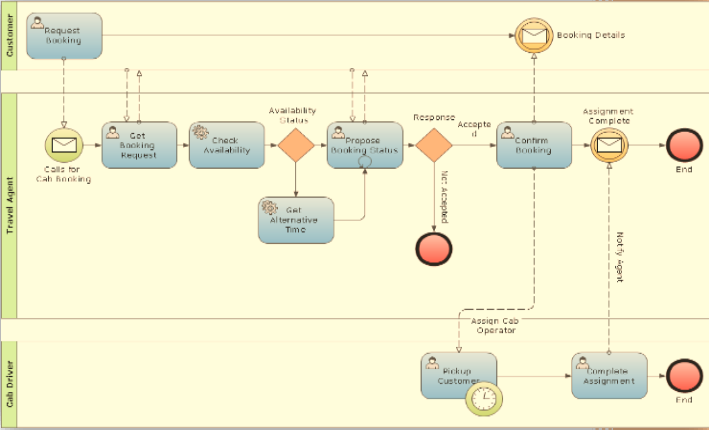 Customer
Request
Booking
Booking Details
Travel Agent
Calls for
Cab Booking
Get
Booking
Request
Check
Availability
Availability
Status
Get
Alternative
Time
Propose
Booking Status
Response
Accepte
d
Not Accepted
Confirm
Booking
Assignment
Complete
End
Notify Agent
Assign Cab
Operator
Cab Driver
Pickup
Customer
Complete
Assignment
End